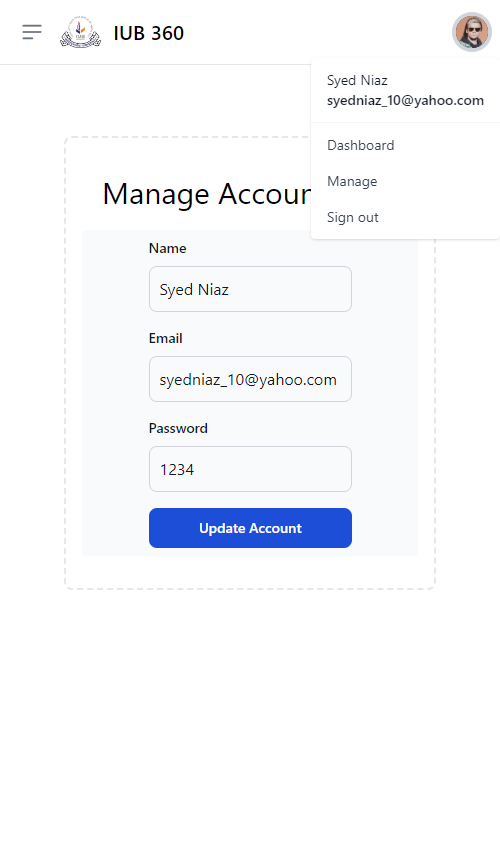 IUB 360
Syed Niaz
syedniaz_10@yahoo.com
Dashboard
Manage
Sign out
Manage Accoun
Name
Syed Niaz
Email
syedniaz_10@yahoo.com
Password
1234
Update Account